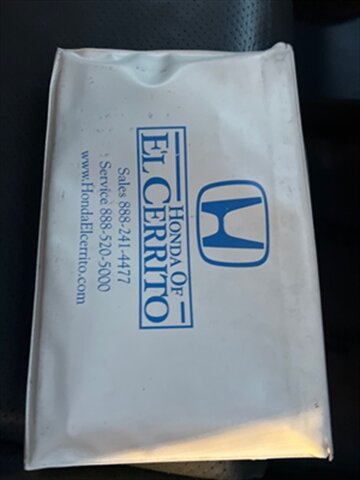 HONDA OF
EL CERRITO
Sales 888-241-4477
Service 888-520-5000
www.HondaElcerrito.com